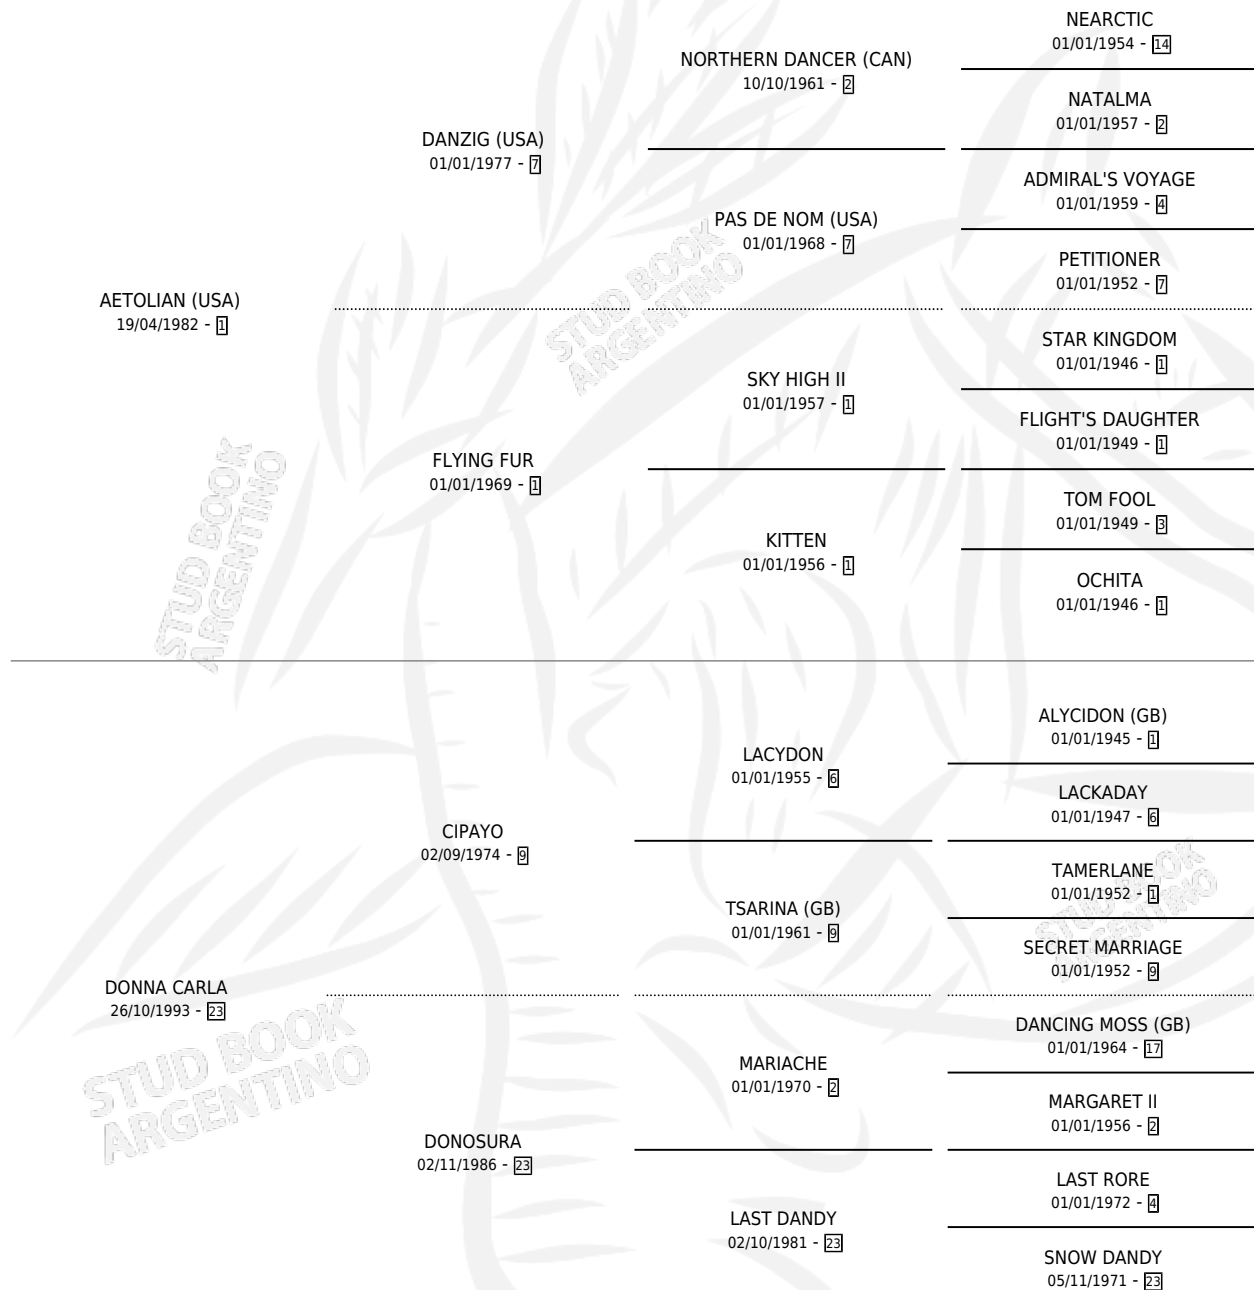 NEARCTIC
01/01/1954 - 14
NORTHERN DANCER (CAN)
10/10/1961 - 2
NATALMA
01/01/1957 - 2
DANZIG (USA)
01/01/1977 - 7
ADMIRAL'S VOYAGE
01/01/1959 - 4
PAS DE NOM (USA)
01/01/1968 - 7
PETITIONER
01/01/1952 - 7
AETOLIAN (USA)
19/04/1982 - 1
STUD BOOK
ARGENTINO
STAR KINGDOM
01/01/1946 - 1
SKY HIGH II
01/01/1957 - 1
FLIGHT'S DAUGHTER
01/01/1949 - 1
FLYING FUR
01/01/1969 - 1
TOM FOOL
01/01/1949 - 3
KITTEN
01/01/1956 - 1
OCHITA
01/01/1946 - 1
STUD BOOK
ARGENTINO
ALYCIDON (GB)
01/01/1945 - 1
LACYDON
01/01/1955 - 6
LACKADAY
01/01/1947 - 6
CIPAYO
02/09/1974 - 9
TAMERLANE
01/01/1952 - 1
TSARINA (GB)
01/01/1961 - 9
SECRET MARRIAGE
01/01/1952 - 9
STUD BOOK
ARGENTINO
DONNA CARLA
26/10/1993 - 23
DANCING MOSS (GB)
01/01/1964 - 17
MARIACHE
01/01/1970 - 2
MARGARET II
01/01/1956 - 2
STUD BOOK
ARGENTINO
DONOSURA
02/11/1986 - 23
LAST RORE
01/01/1972 - 4
LAST DANDY
02/10/1981 - 23
SNOW DANDY
05/11/1971 - 23